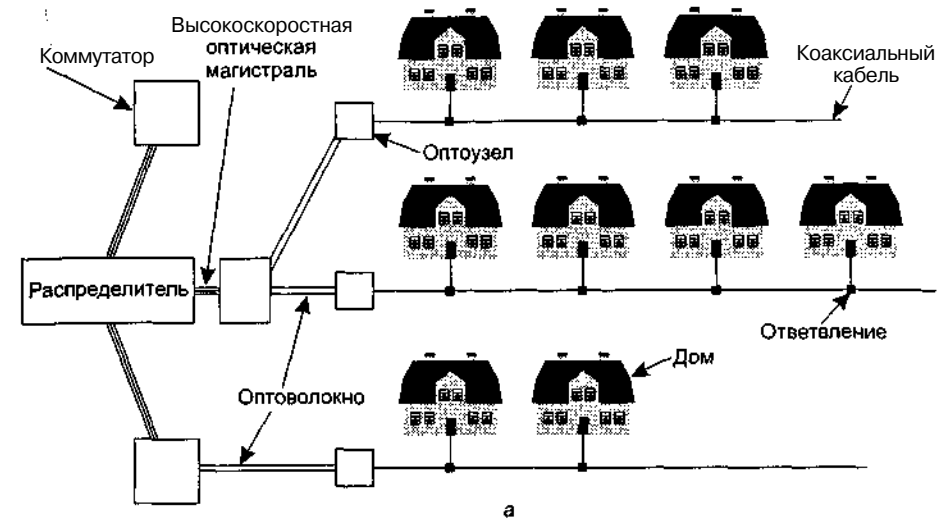 Коммутатор
Высокоскоростная
оптическая
магистраль
Коаксиальный
кабель
Оптоузел
Распределитель
Ответвление
Дом
Оптоволокно
а